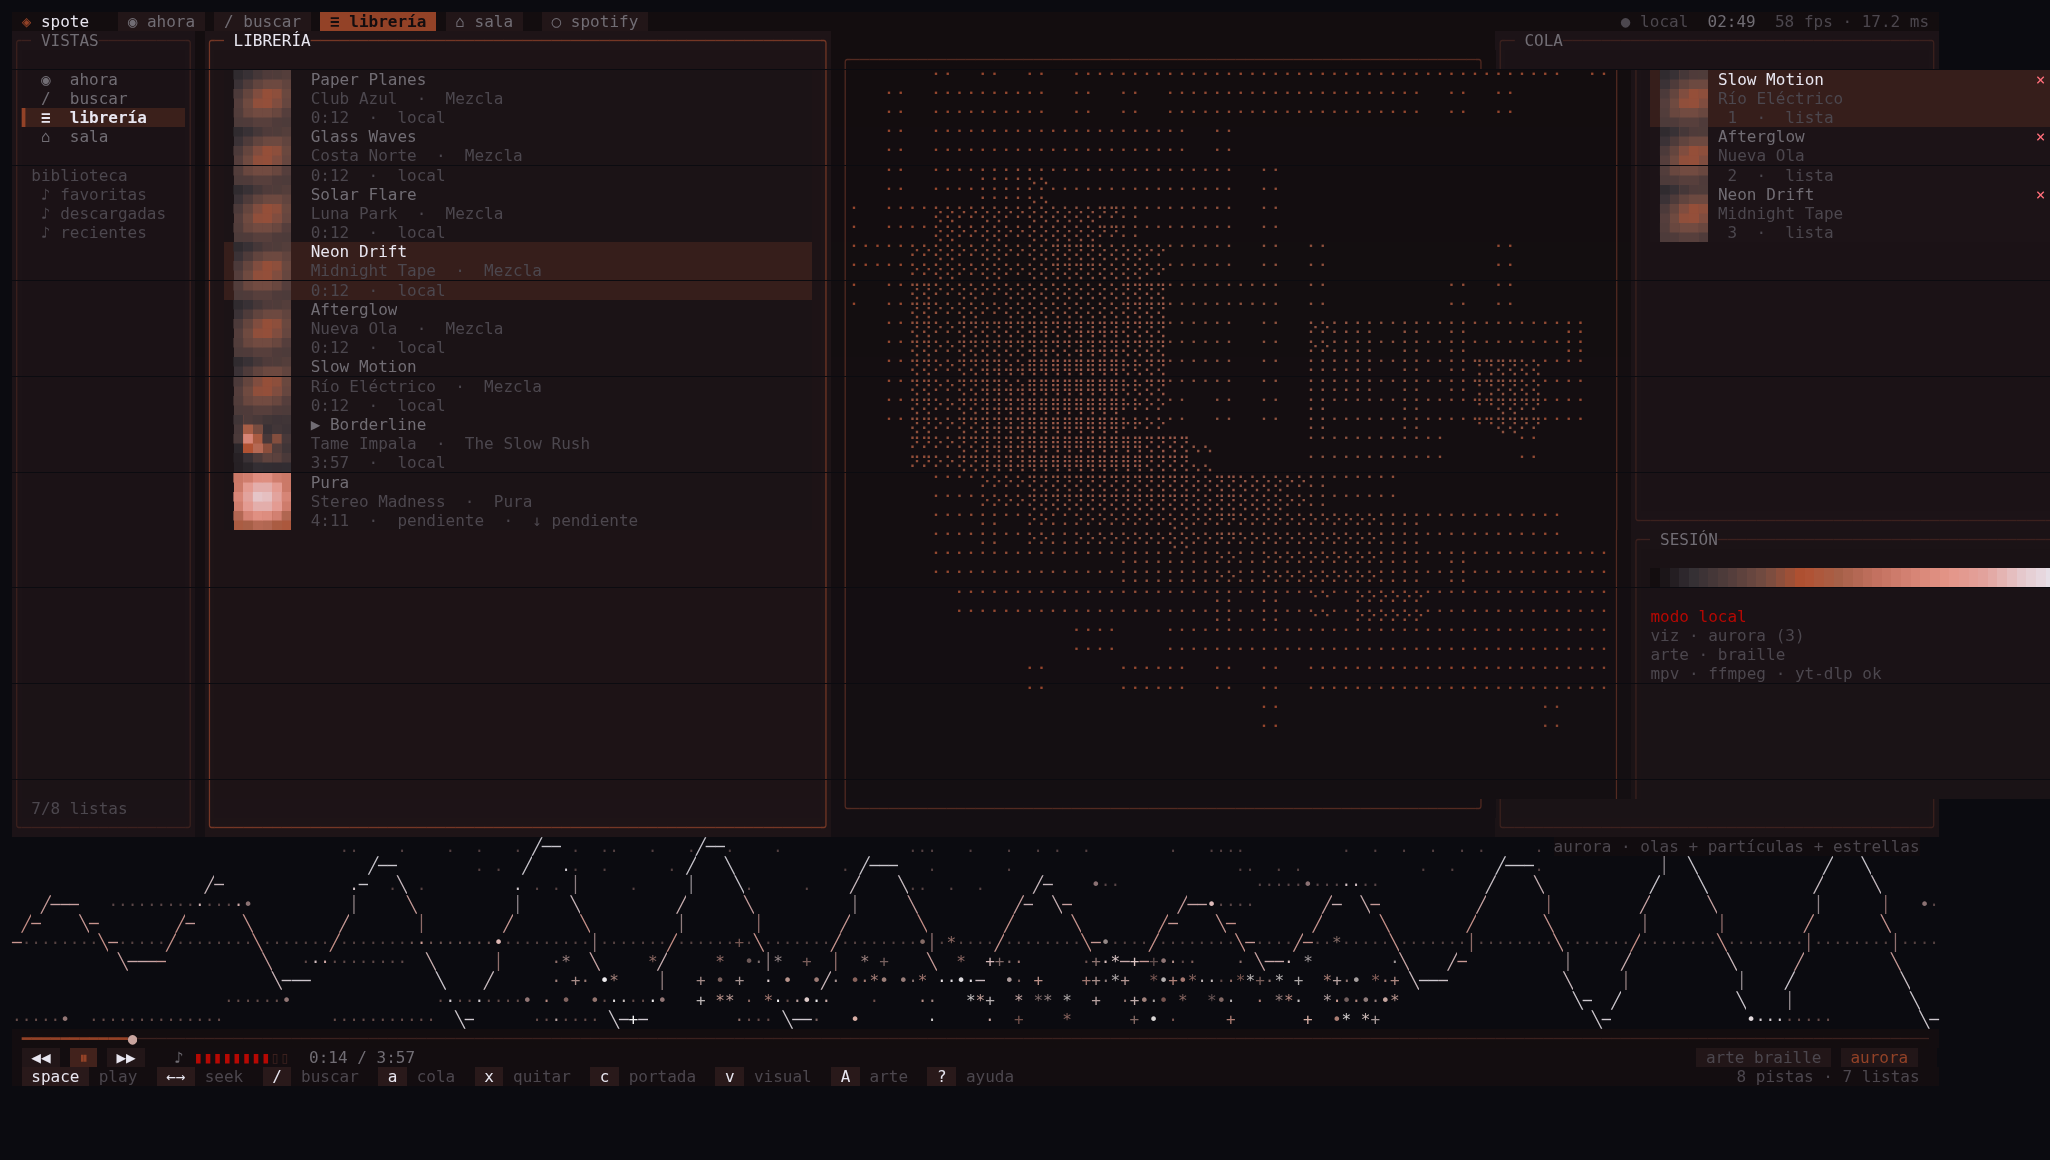 ◈ spote ◉ ahora / buscar ≡ librería ⌂ sala ○ spotify ● local 02:49 58 fps · 17.2 ms
VISTAS
◉ ahora
/ buscar
≡ librería
⌂ sala
biblioteca
♪ favoritas
♪ descargadas
♪ recientes
7/8 listas
LIBRERÍA
Paper Planes
Club Azul · Mezcla
0:12 · local
Glass Waves
Costa Norte · Mezcla
0:12 · local
Solar Flare
Luna Park · Mezcla
0:12 · local
Neon Drift
Midnight Tape · Mezcla
0:12 · local
Afterglow
Nueva Ola · Mezcla
0:12 · local
Slow Motion
Río Eléctrico · Mezcla
0:12 · local
▶ Borderline
Tame Impala · The Slow Rush
3:57 · local
Pura
Stereo Madness · Pura
4:11 · pendiente · ↓ pendiente
COLA
Slow Motion ×
Río Eléctrico
1 · lista
Afterglow ×
Nueva Ola
2 · lista
Neon Drift ×
Midnight Tape
3 · lista
SESIÓN
modo local
viz · aurora (3)
arte · braille
mpv · ffmpeg · yt-dlp ok
aurora · olas + partículas + estrellas
◀◀ ⏸ ▶▶ ♪ 0:14 / 3:57 arte braille aurora
space play ←→ seek / buscar a cola x quitar c portada v visual A arte ? ayuda 8 pistas · 7 listas